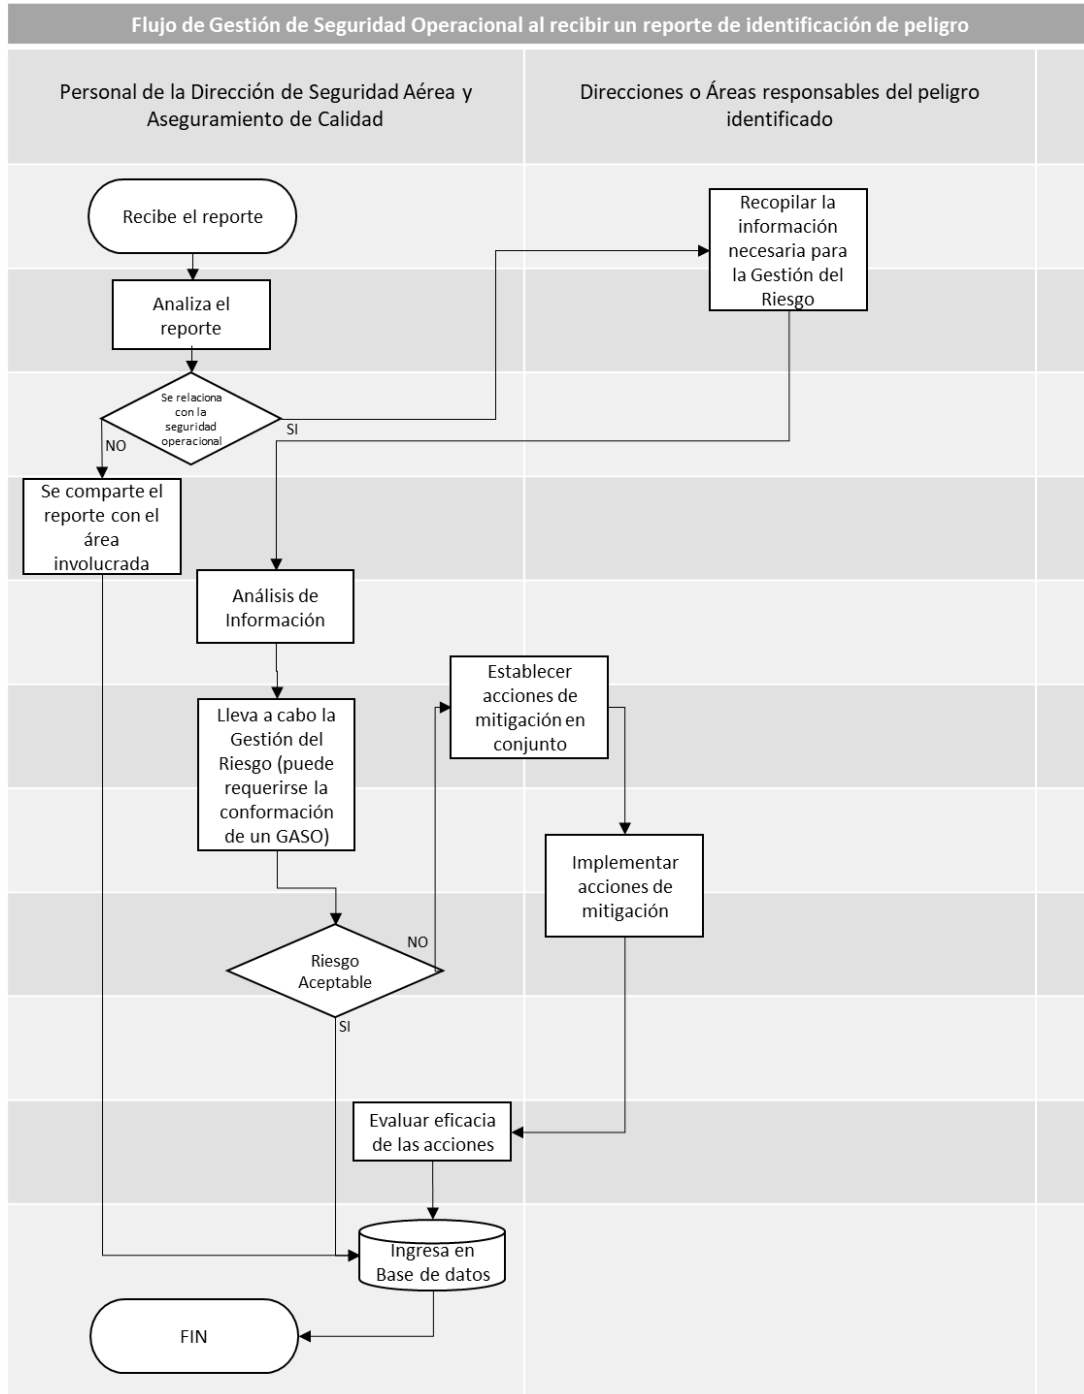 Flujo de Gestión de Seguridad Operacional al recibir un reporte de identificación de peligro
Personal de la Dirección de Seguridad Aérea y
Aseguramiento de Calidad
Direcciones o Áreas responsables del peligro
identificado
Recibe el reporte
Recopilar la
información
necesaria para
la Gestión del
Riesgo
Analiza el
reporte
Se relaciona
con la
seguridad
operacional
SI
NO
Se comparte el
reporte con el
área
involucrada
Análisis de
Información
Establecer
acciones de
mitigación en
conjunto
Lleva a cabo la
Gestión del
Riesgo (puede
requerirse la
conformación
de un GASO)
Implementar
acciones de
mitigación
NO
Riesgo
Aceptable
SI
Evaluar eficacia
de las acciones
Ingresa en
Base de datos
FIN